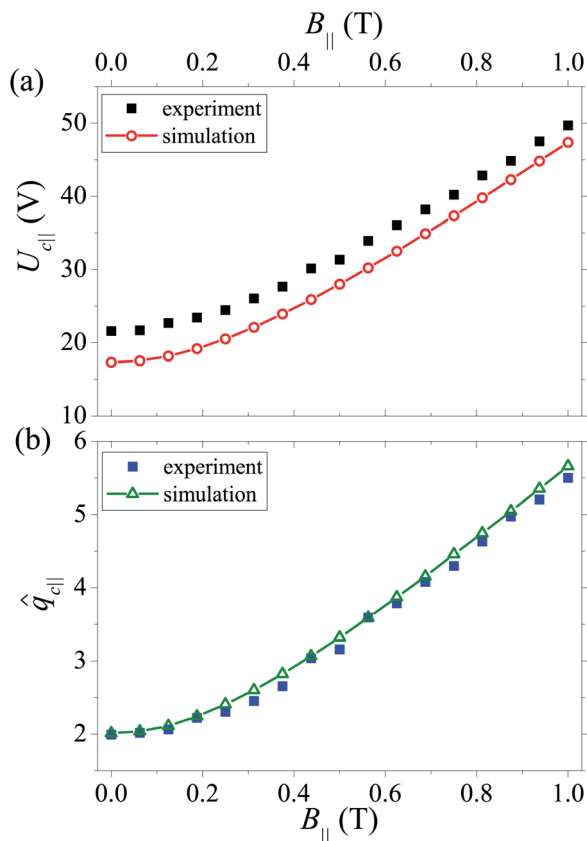 B|| (T)
0.0 0.2 0.4 0.6 0.8 1.0
(a)
experiment
simulation
50
40
30
20
10
Uc|| (V)
(b)
experiment
simulation
6
5
4
3
2
q̂c||
0.0 0.2 0.4 0.6 0.8 1.0
B|| (T)